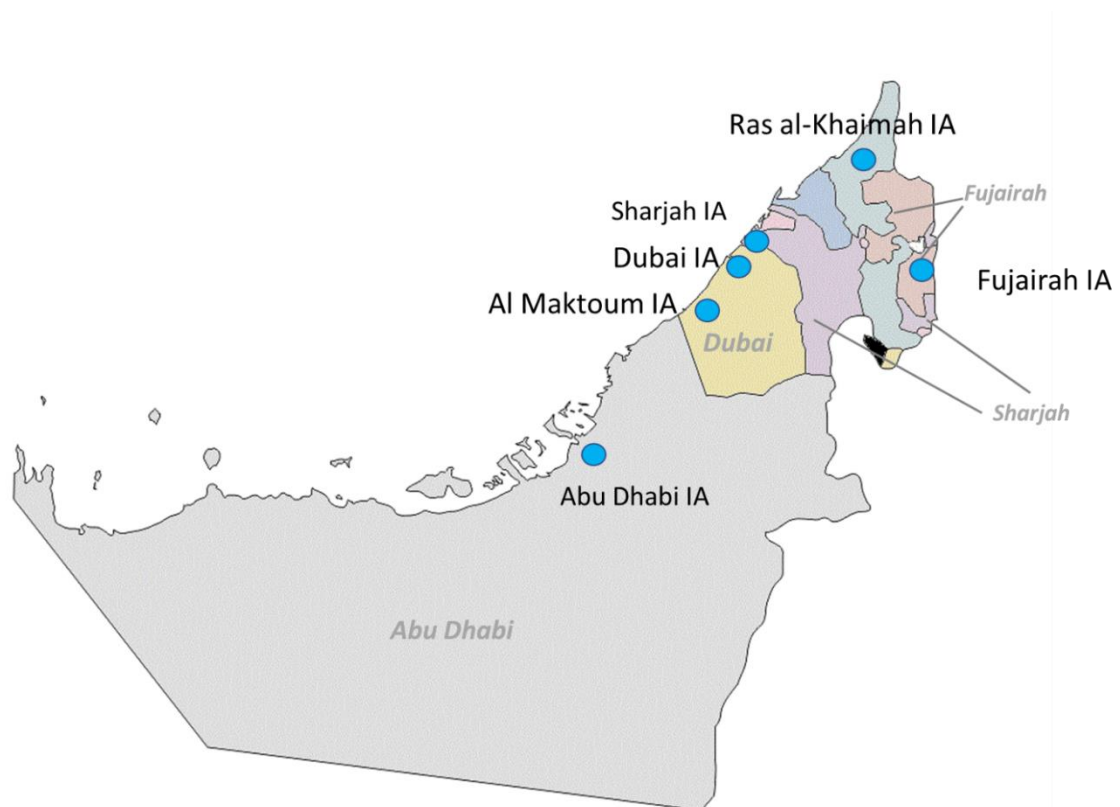 Ras al-Khaimah IA
Fujairah
Sharjah IA
Dubai IA
Fujairah IA
Al Maktoum IA
Dubai
Sharjah
Abu Dhabi IA
Abu Dhabi